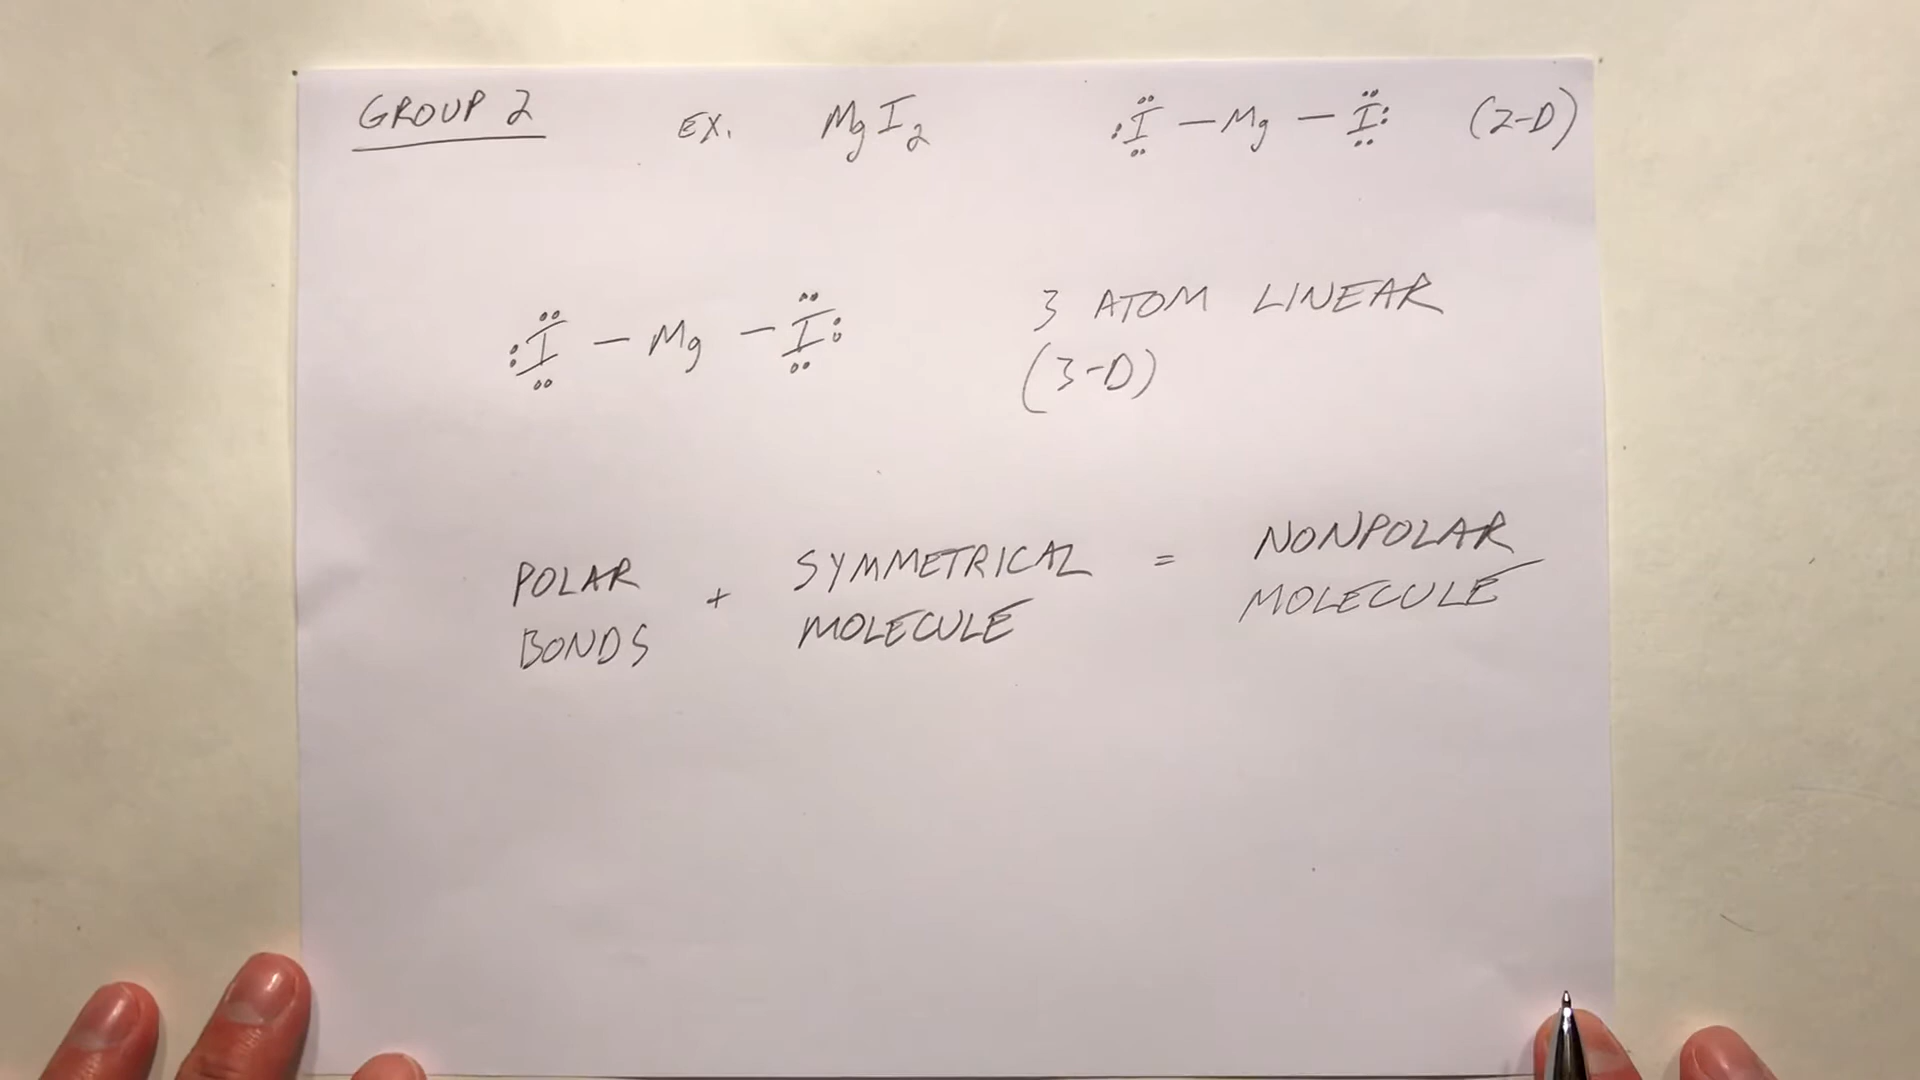 GROUP 2 EX. MgI₂ :Ï – Mg – Ï: (2-D)
:Ï – Mg – Ï: 3 ATOM LINEAR
(3-D)
POLAR + SYMMETRICAL = NONPOLAR
BONDS MOLECULE MOLECULE